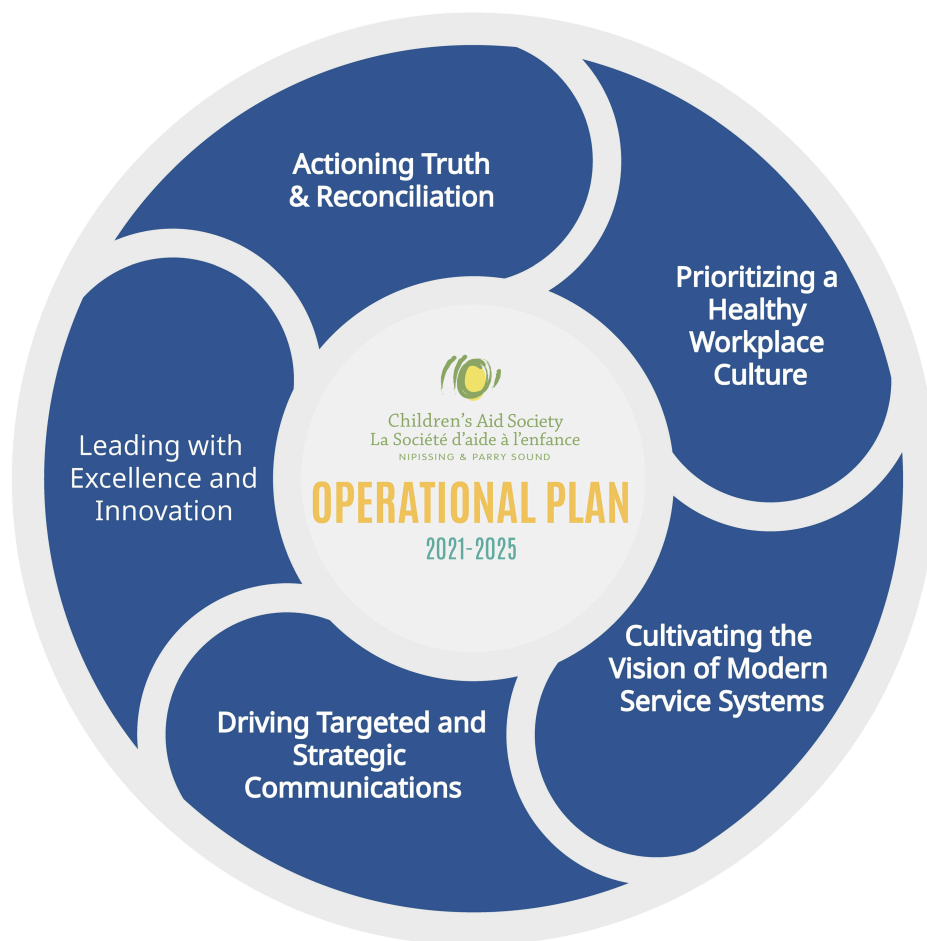 Actioning Truth
& Reconciliation
Prioritizing a
Healthy
Workplace
Culture
Leading with
Excellence and
Innovation
Children's Aid Society
La Société d'aide à l'enfance
NIPISSING & PARRY SOUND
OPERATIONAL PLAN
2021-2025
Cultivating the
Vision of Modern
Service Systems
Driving Targeted and
Strategic
Communications